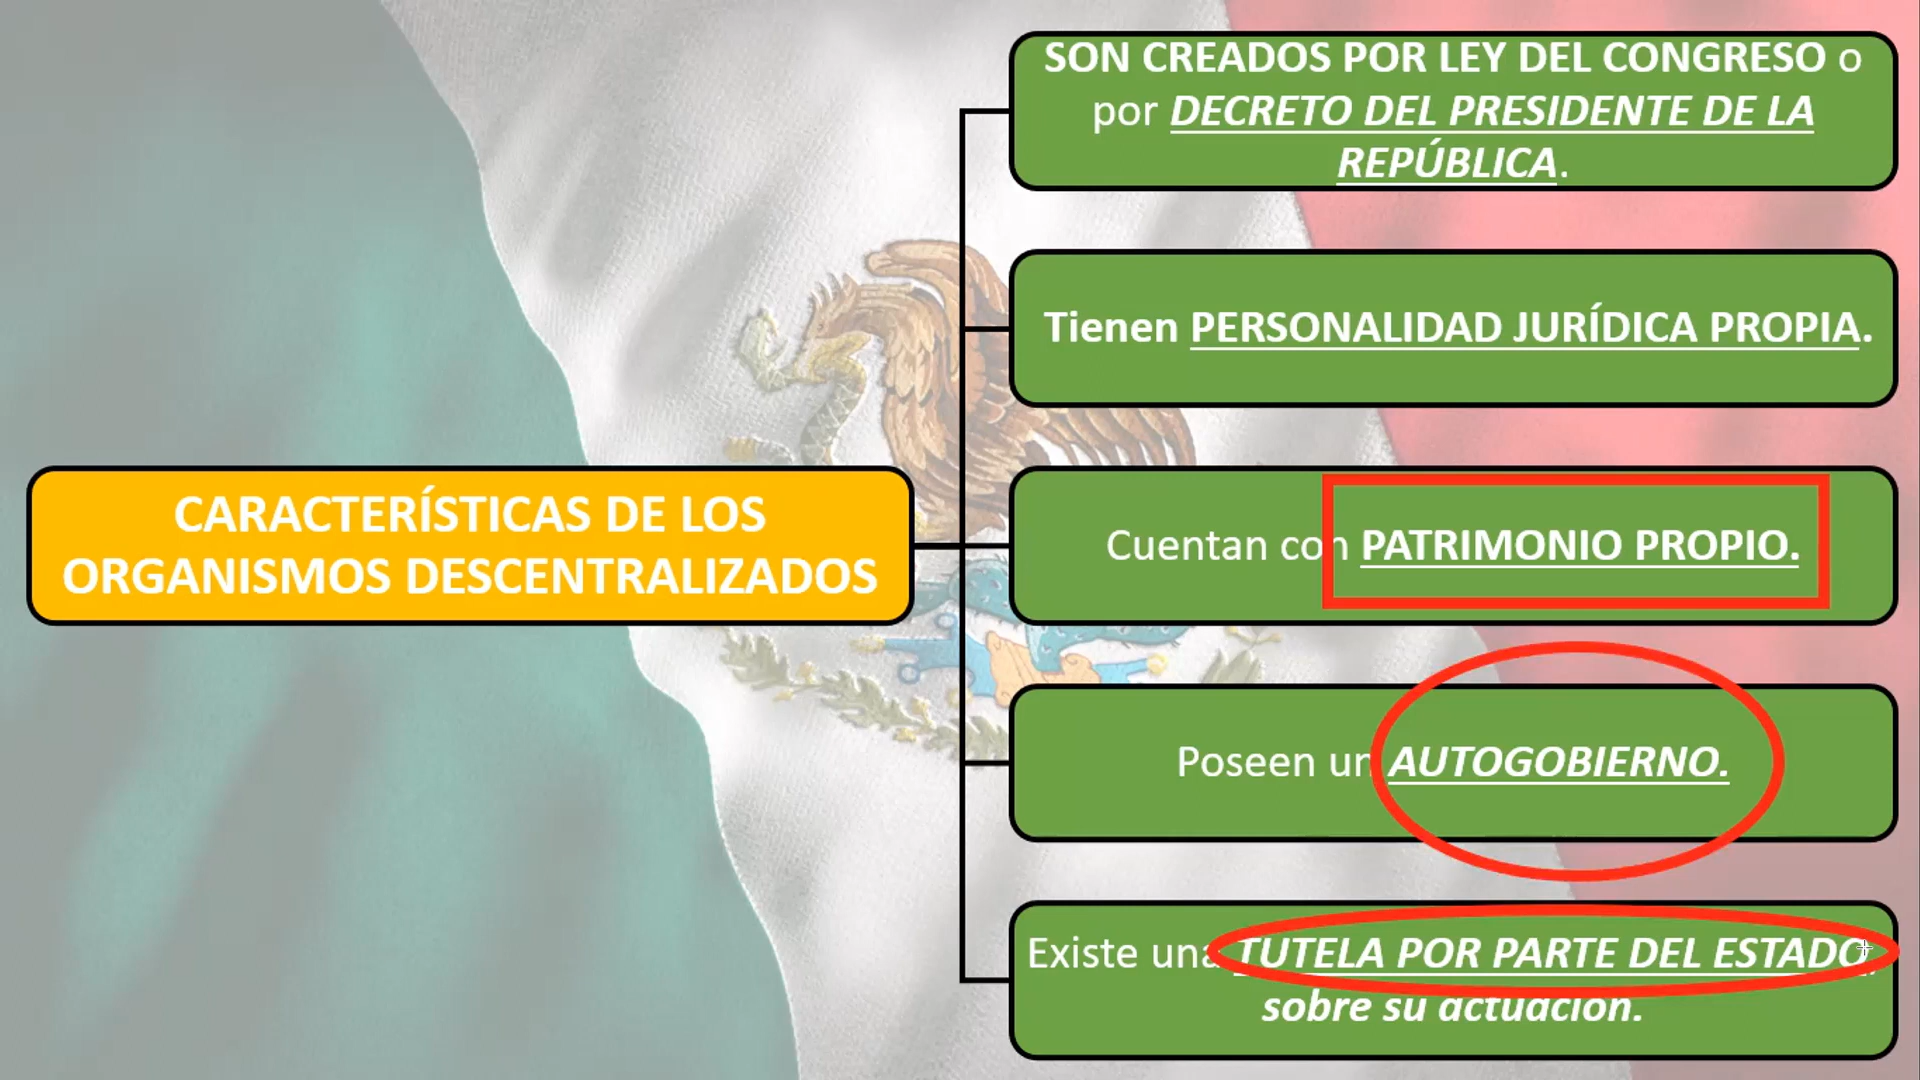 SON CREADOS POR LEY DEL CONGRESO o
por DECRETO DEL PRESIDENTE DE LA
REPÚBLICA.
Tienen PERSONALIDAD JURÍDICA PROPIA.
CARACTERÍSTICAS DE LOS
ORGANISMOS DESCENTRALIZADOS
Cuentan con PATRIMONIO PROPIO.
Poseen un AUTOGOBIERNO.
Existe una TUTELA POR PARTE DEL ESTADO,
sobre su actuación.